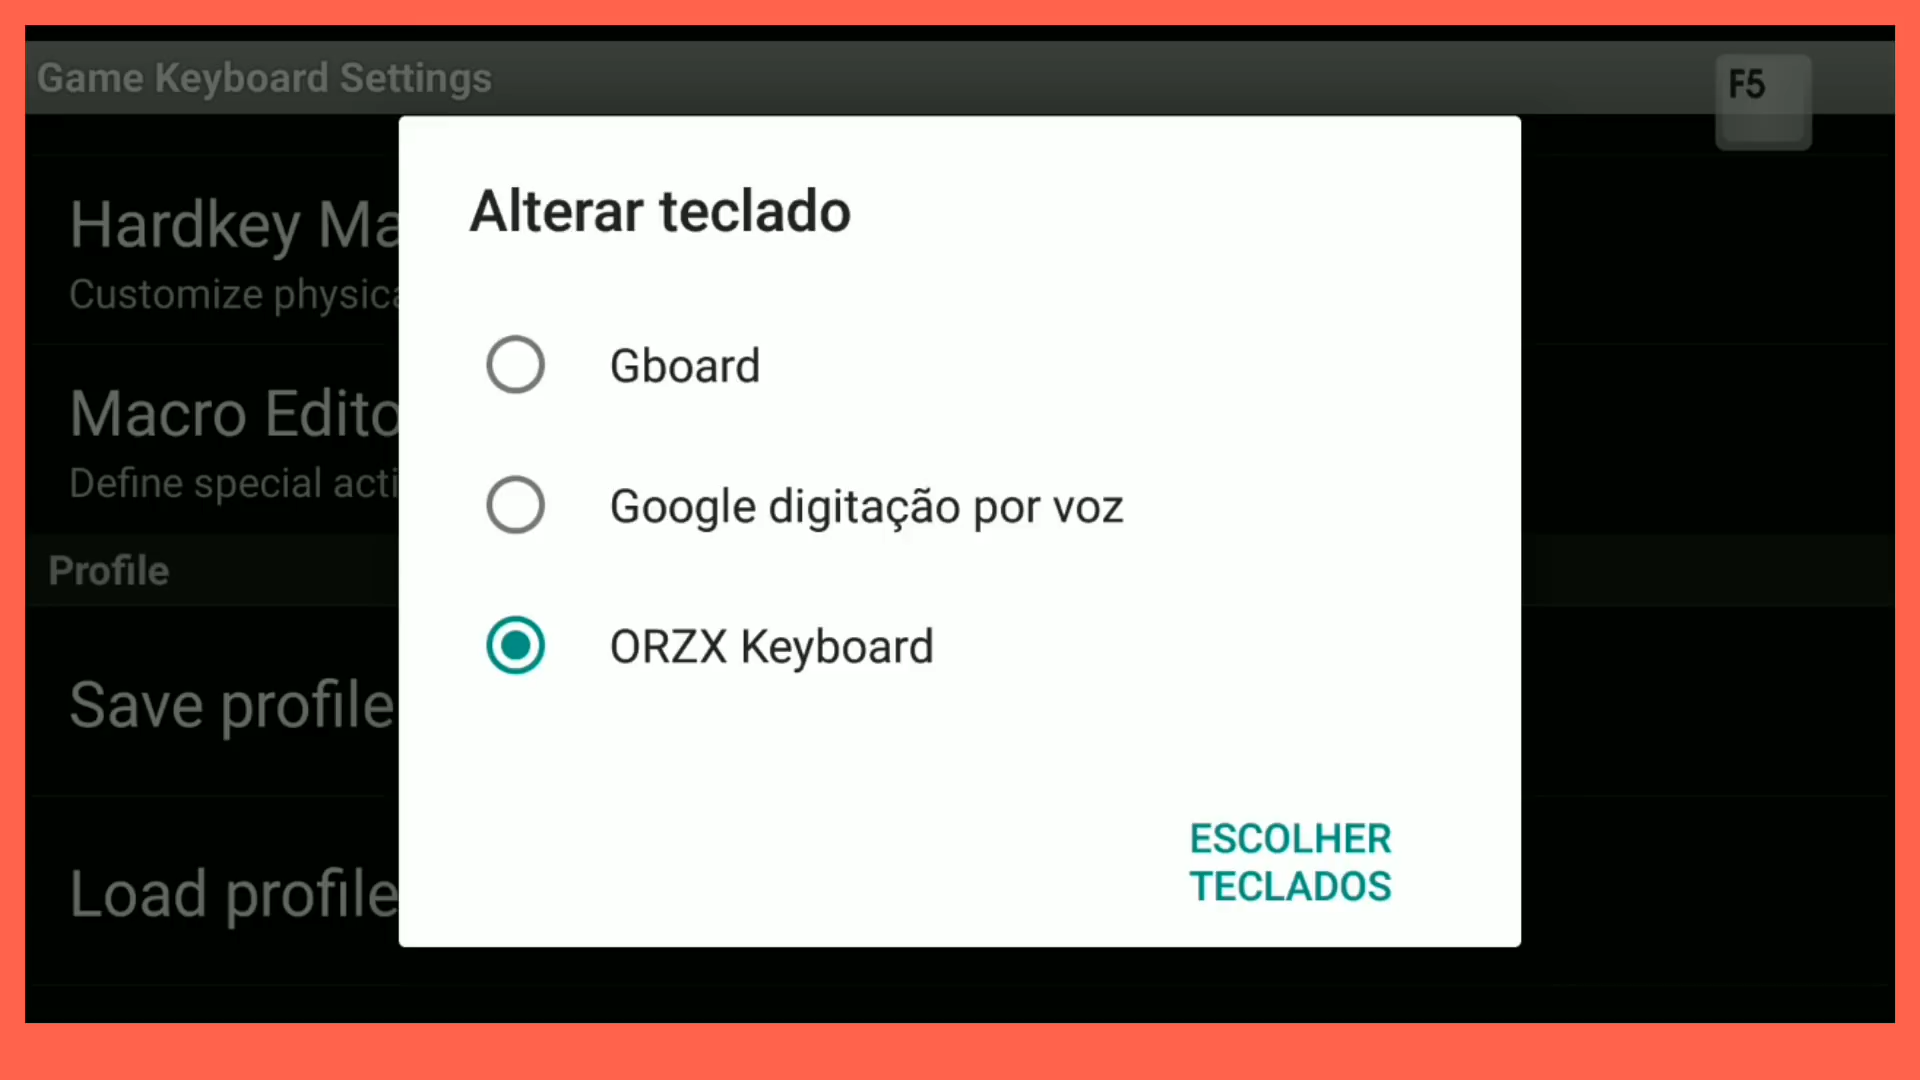 Game Keyboard Settings
F5
Hardkey Ma
Customize physica
Macro Edito
Define special acti
Profile
Save profile
Load profile
Alterar teclado
Gboard
Google digitação por voz
ORZX Keyboard
ESCOLHER
TECLADOS